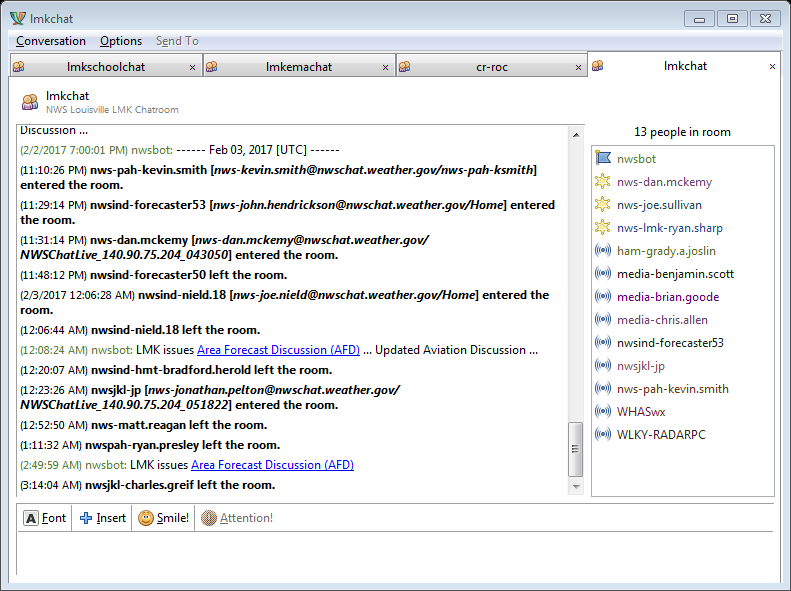 lmkchat
Conversation Options Send To
lmkschoolchat × lmkemachat × cr-roc × lmkchat ×
lmkchat
NWS Louisville LMK Chatroom
Discussion ...
(2/2/2017 7:00:01 PM) nwsbot: ------ Feb 03, 2017 [UTC] ------
(11:10:26 PM) nws-pah-kevin.smith [nws-kevin.smith@nwschat.weather.gov/nws-pah-ksmith]
entered the room.
(11:29:14 PM) nwsind-forecaster53 [nws-john.hendrickson@nwschat.weather.gov/Home] entered
the room.
(11:31:14 PM) nws-dan.mckemy [nws-dan.mckemy@nwschat.weather.gov/
NWSChatLive_140.90.75.204_043050] entered the room.
(11:48:12 PM) nwsind-forecaster50 left the room.
(2/3/2017 12:06:28 AM) nwsind-nield.18 [nws-joe.nield@nwschat.weather.gov/Home] entered the
room.
(12:06:44 AM) nwsind-nield.18 left the room.
(12:08:24 AM) nwsbot: LMK issues Area Forecast Discussion (AFD) ... Updated Aviation Discussion ...
(12:20:07 AM) nwsind-hmt-bradford.herold left the room.
(12:23:26 AM) nwsjkl-jp [nws-jonathan.pelton@nwschat.weather.gov/
NWSChatLive_140.90.75.204_051822] entered the room.
(12:52:50 AM) nws-matt.reagan left the room.
(1:11:32 AM) nwspah-ryan.presley left the room.
(2:49:59 AM) nwsbot: LMK issues Area Forecast Discussion (AFD)
(3:14:04 AM) nwsjkl-charles.greif left the room.
13 people in room
nwsbot
nws-dan.mckemy
nws-joe.sullivan
nws-lmk-ryan.sharp
ham-grady.a.joslin
media-benjamin.scott
media-brian.goode
media-chris.allen
nwsind-forecaster53
nwsjkl-jp
nws-pah-kevin.smith
WHASwx
WLKY-RADARPC
A Font Insert Smile! Attention!